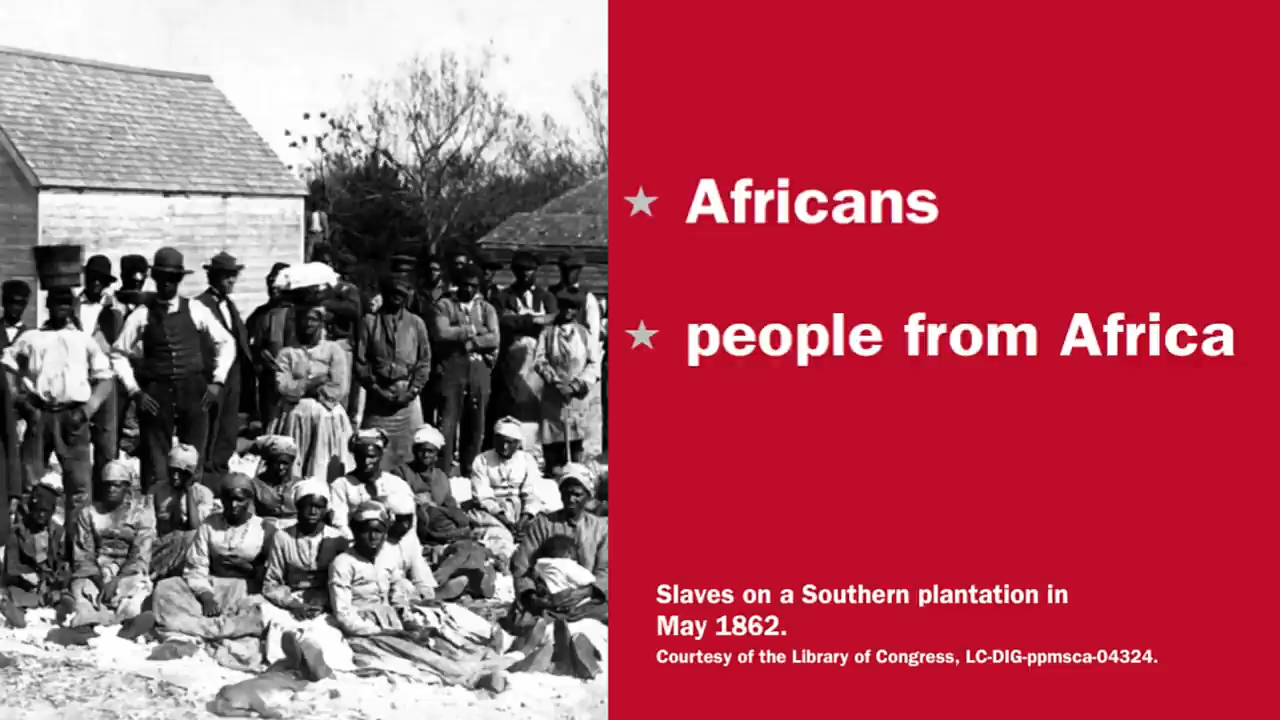 Africans
people from Africa
Slaves on a Southern plantation in
May 1862.
Courtesy of the Library of Congress, LC-DIG-ppmsca-04324.